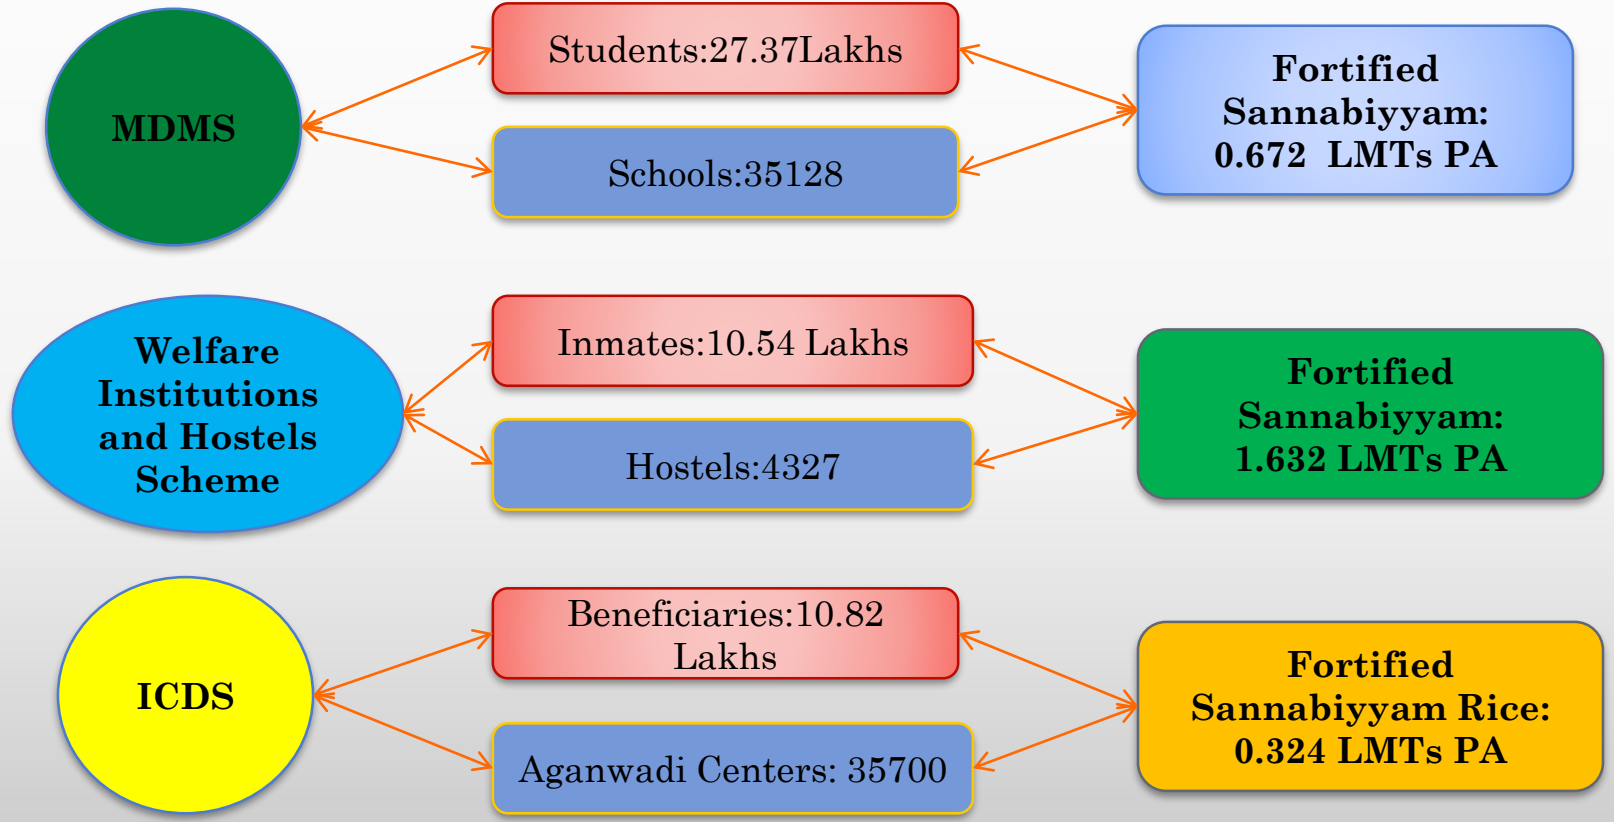 MDMS
Students:27.37Lakhs
Schools:35128
Fortified
Sannabiyyam:
0.672 LMTs PA
Welfare
Institutions
and Hostels
Scheme
Inmates:10.54 Lakhs
Hostels:4327
Fortified
Sannabiyyam:
1.632 LMTs PA
ICDS
Beneficiaries:10.82
Lakhs
Aganwadi Centers: 35700
Fortified
Sannabiyyam Rice:
0.324 LMTs PA